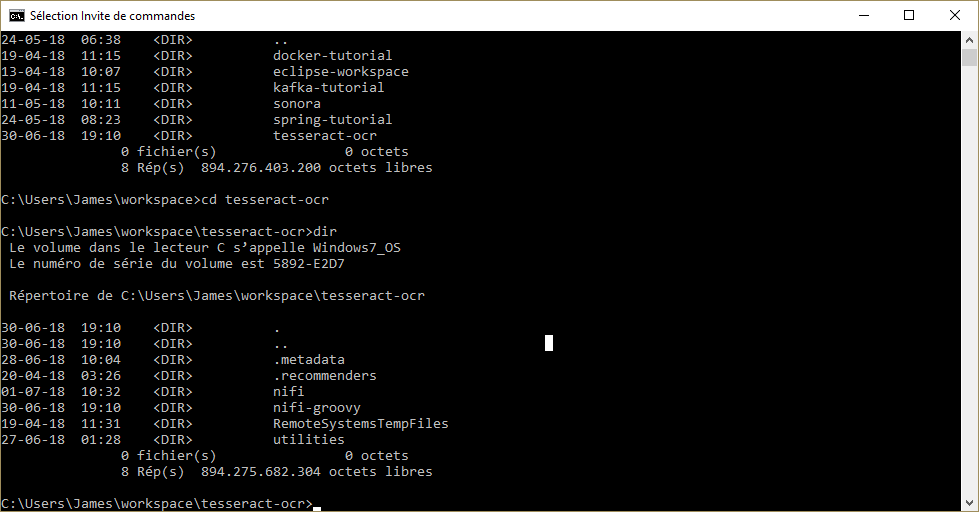 Sélection Invite de commandes
24-05-18  06:38    <DIR>          ..
19-04-18  11:15    <DIR>          docker-tutorial
13-04-18  10:07    <DIR>          eclipse-workspace
19-04-18  11:15    <DIR>          kafka-tutorial
11-05-18  10:11    <DIR>          sonora
24-05-18  08:23    <DIR>          spring-tutorial
30-06-18  19:10    <DIR>          tesseract-ocr
               0 fichier(s)                0 octets
               8 Rép(s)  894.276.403.200 octets libres
C:\Users\James\workspace>cd tesseract-ocr
C:\Users\James\workspace\tesseract-ocr>dir
 Le volume dans le lecteur C s’appelle Windows7_OS
 Le numéro de série du volume est 5892-E2D7
 Répertoire de C:\Users\James\workspace\tesseract-ocr
30-06-18  19:10    <DIR>          .
30-06-18  19:10    <DIR>          ..
28-06-18  10:04    <DIR>          .metadata
20-04-18  03:26    <DIR>          .recommenders
01-07-18  10:32    <DIR>          nifi
30-06-18  19:10    <DIR>          nifi-groovy
19-04-18  11:31    <DIR>          RemoteSystemsTempFiles
27-06-18  01:28    <DIR>          utilities
               0 fichier(s)                0 octets
               8 Rép(s)  894.275.682.304 octets libres
C:\Users\James\workspace\tesseract-ocr>